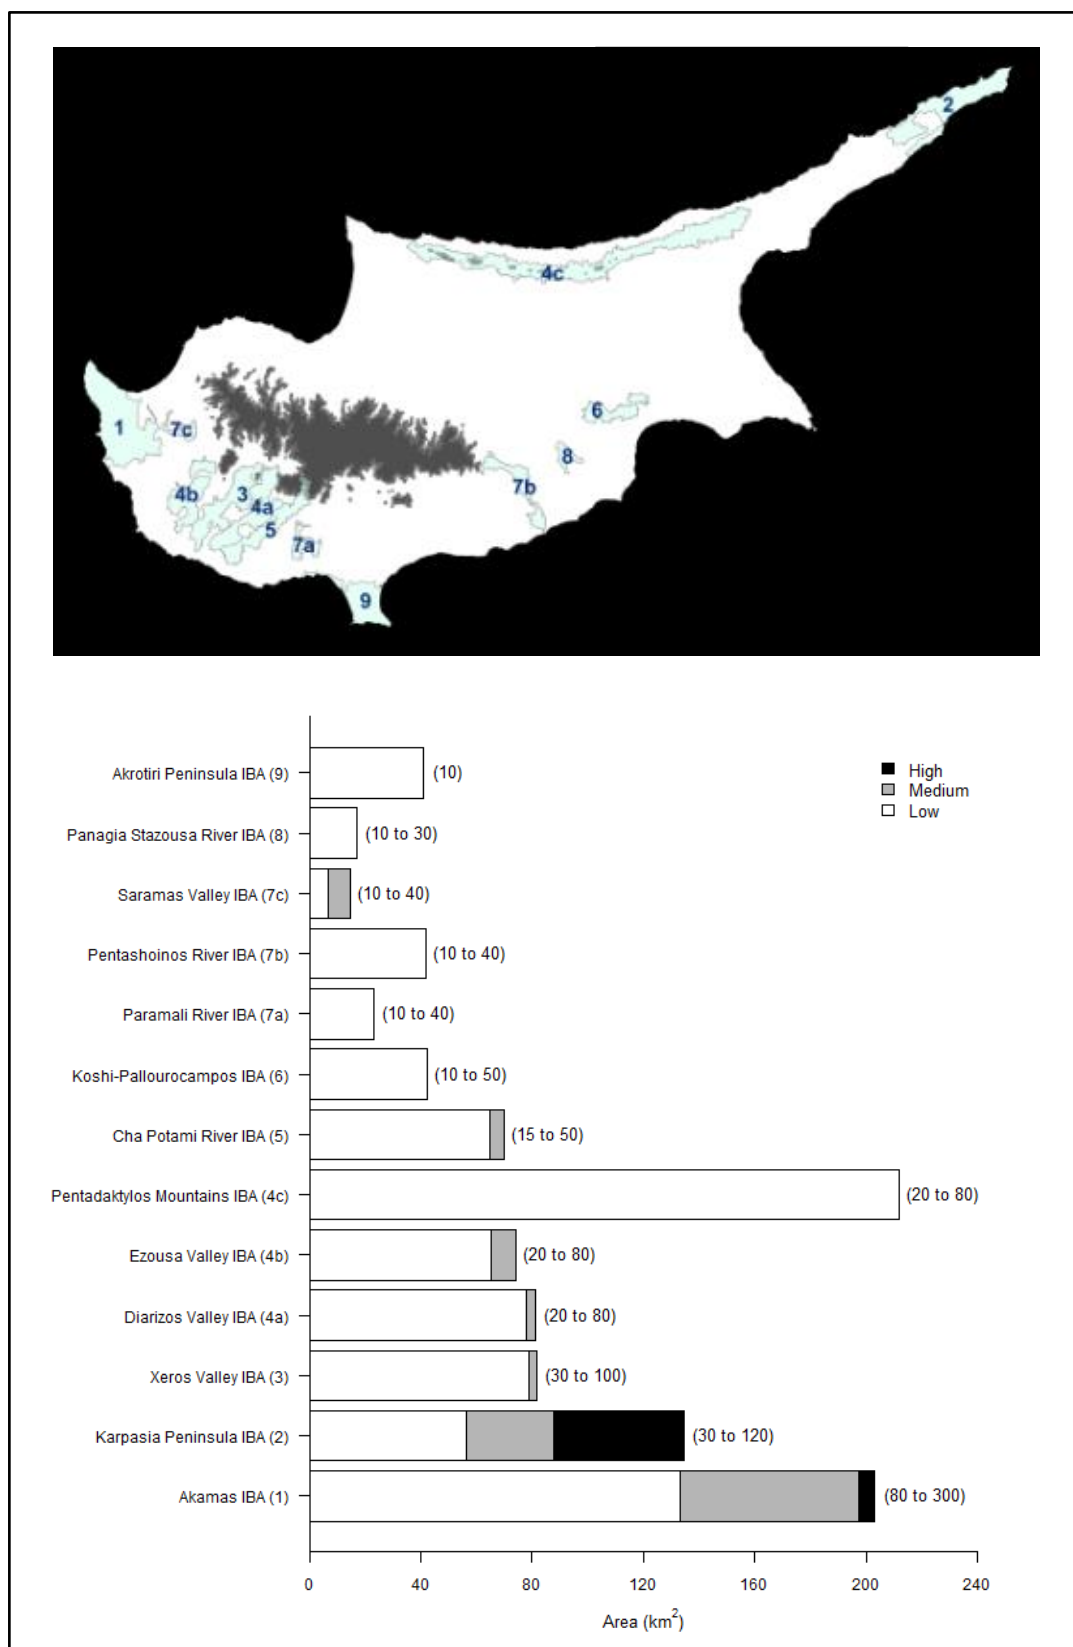 2
4c
6
1
7c
8
7b
4b
3
4a
5
7a
9
Akrotiri Peninsula IBA (9) (10)
Panagia Stazousa River IBA (8) (10 to 30)
Saramas Valley IBA (7c) (10 to 40)
Pentashoinos River IBA (7b) (10 to 40)
Paramali River IBA (7a) (10 to 40)
Koshi-Pallourocampos IBA (6) (10 to 50)
Cha Potami River IBA (5) (15 to 50)
Pentadaktylos Mountains IBA (4c) (20 to 80)
Ezousa Valley IBA (4b) (20 to 80)
Diarizos Valley IBA (4a) (20 to 80)
Xeros Valley IBA (3) (30 to 100)
Karpasia Peninsula IBA (2) (30 to 120)
Akamas IBA (1) (80 to 300)
High
Medium
Low
0 40 80 120 160 200 240
Area (km²)